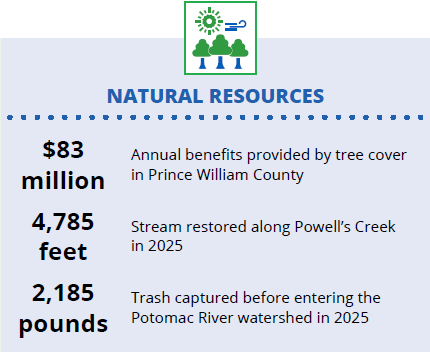 NATURAL RESOURCES
$83
million
Annual benefits provided by tree cover
in Prince William County
4,785
feet
Stream restored along Powell’s Creek
in 2025
2,185
pounds
Trash captured before entering the
Potomac River watershed in 2025